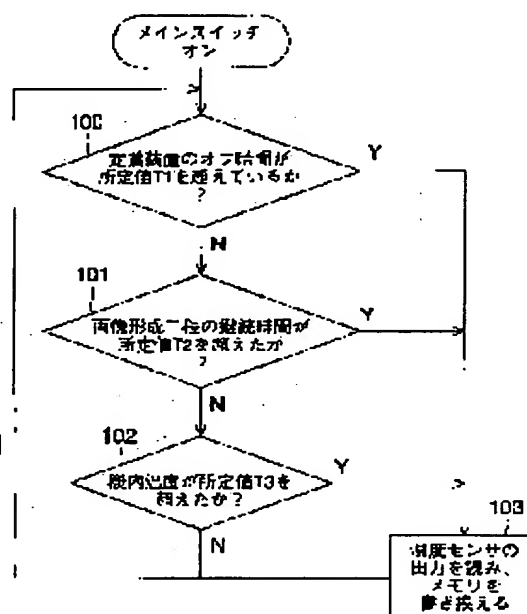 メインスイッチ
オン
100
定着装置のオフ時間が
所定値T1を超えているか
?
Y
N
101
画像形成工程の継続時間が
所定値T2を超えたか
?
Y
N
102
機内温度が所定値T3を
超えたか?
Y
N
103
温度センサの
出力を読み、
メモリを
書き換える